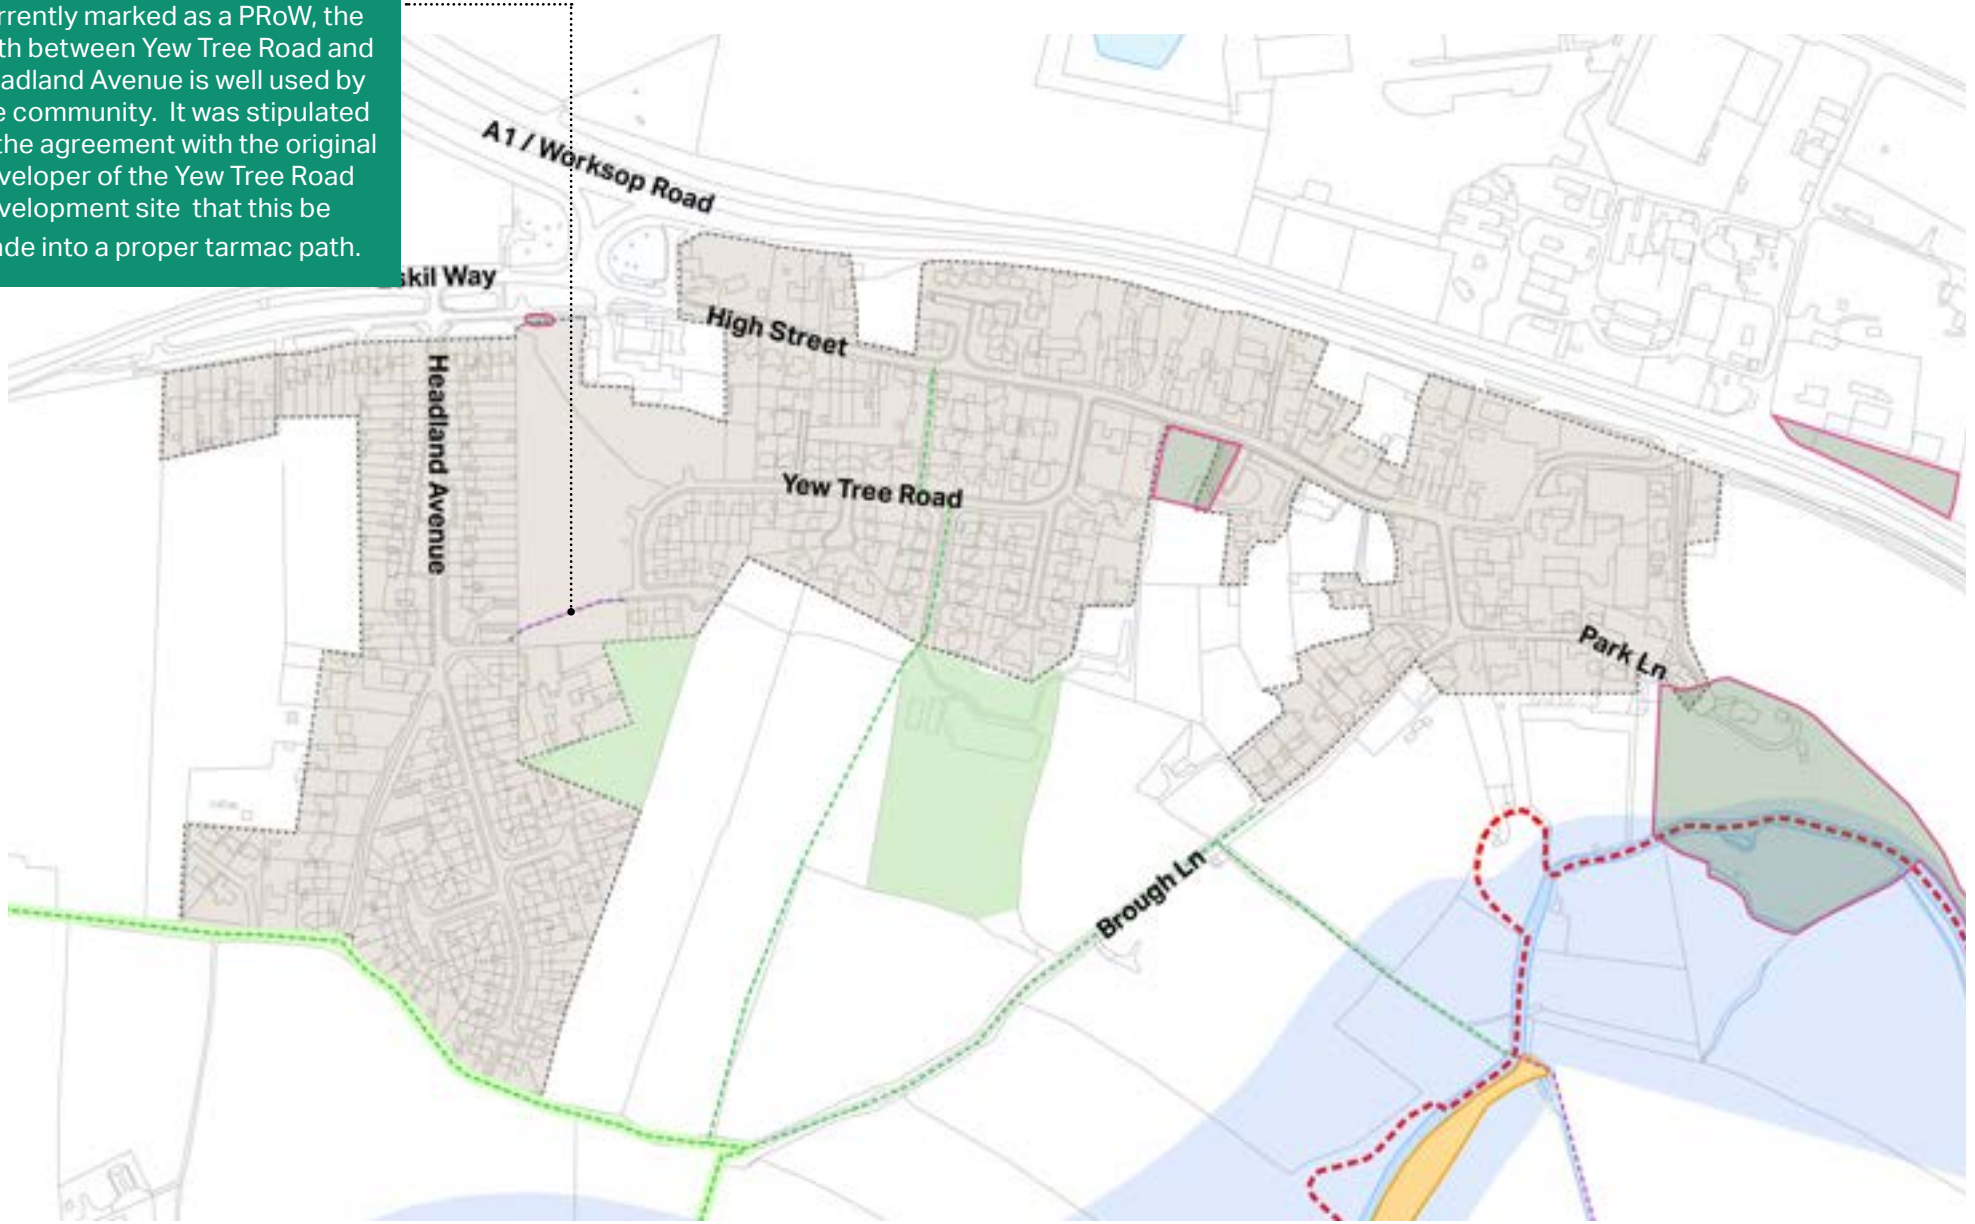 rrently marked as a PRoW, the
th between Yew Tree Road and
adland Avenue is well used by
e community.  It was stipulated
the agreement with the original
veloper of the Yew Tree Road
velopment site  that this be
ade into a proper tarmac path.
A1 / Worksop Road
skil Way
High Street
Headland Avenue
Yew Tree Road
Park Ln
Brough Ln